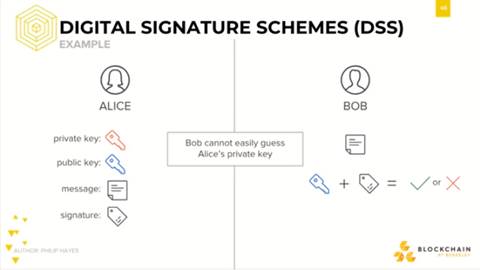 48
DIGITAL SIGNATURE SCHEMES (DSS)
EXAMPLE
ALICE
BOB
private key:
public key:
message:
signature:
Bob cannot easily guess
Alice's private key
+
=
or
AUTHOR: PHILIP HAYES
BLOCKCHAIN
AT BERKELEY